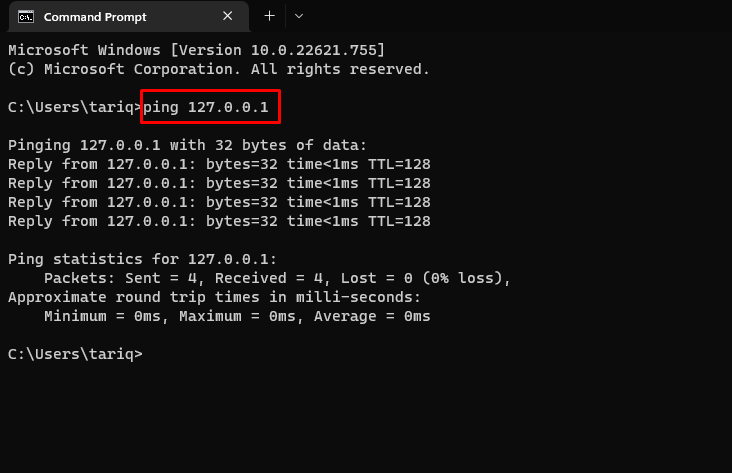 Command Prompt
Microsoft Windows [Version 10.0.22621.755]
(c) Microsoft Corporation. All rights reserved.
C:\Users\tariq>ping 127.0.0.1
Pinging 127.0.0.1 with 32 bytes of data:
Reply from 127.0.0.1: bytes=32 time<1ms TTL=128
Reply from 127.0.0.1: bytes=32 time<1ms TTL=128
Reply from 127.0.0.1: bytes=32 time<1ms TTL=128
Reply from 127.0.0.1: bytes=32 time<1ms TTL=128
Ping statistics for 127.0.0.1:
    Packets: Sent = 4, Received = 4, Lost = 0 (0% loss),
Approximate round trip times in milli-seconds:
    Minimum = 0ms, Maximum = 0ms, Average = 0ms
C:\Users\tariq>